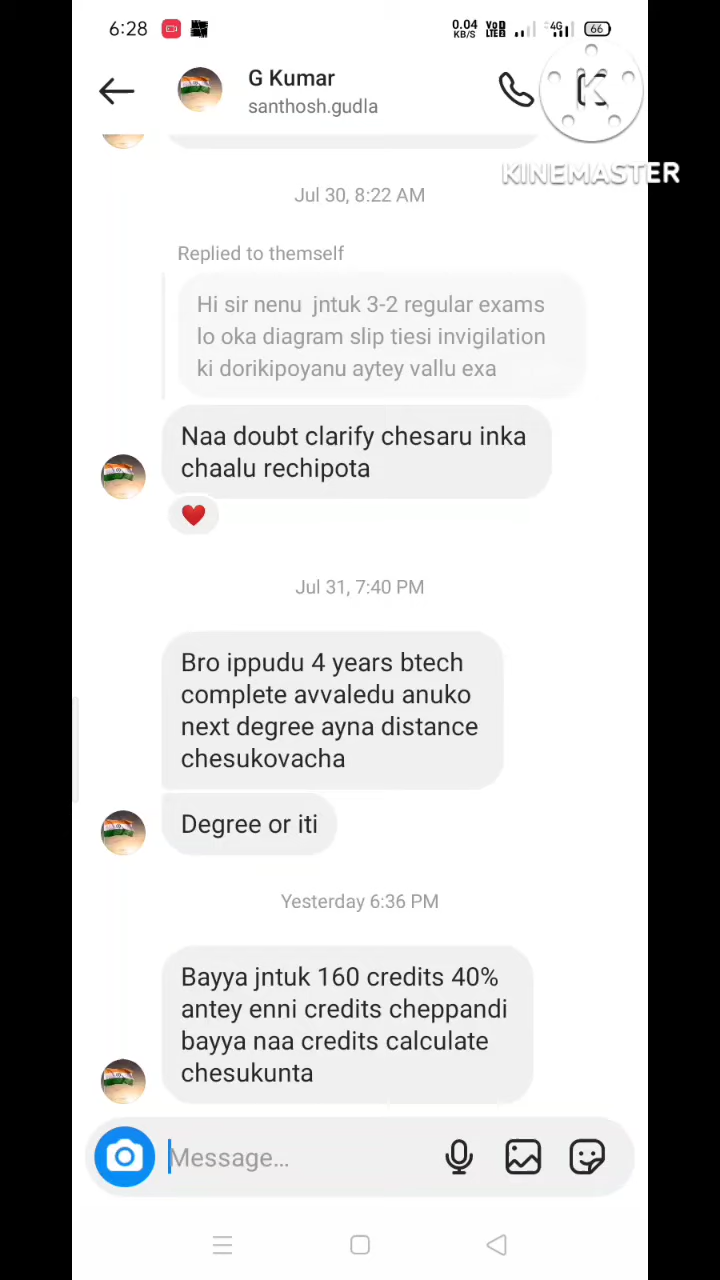 6:28
0.04 KB/S VoD LTE 4G 66
G Kumar
santhosh.gudla
K
KINEMASTER
Jul 30, 8:22 AM
Replied to themself
Hi sir nenu jntuk 3-2 regular exams
lo oka diagram slip tiesi invigilation
ki dorikipoyanu aytey vallu exa
Naa doubt clarify chesaru inka
chaalu rechipota
Jul 31, 7:40 PM
Bro ippudu 4 years btech
complete avvaledu anuko
next degree ayna distance
chesukovacha
Degree or iti
Yesterday 6:36 PM
Bayya jntuk 160 credits 40%
antey enni credits cheppandi
bayya naa credits calculate
chesukunta
Message...